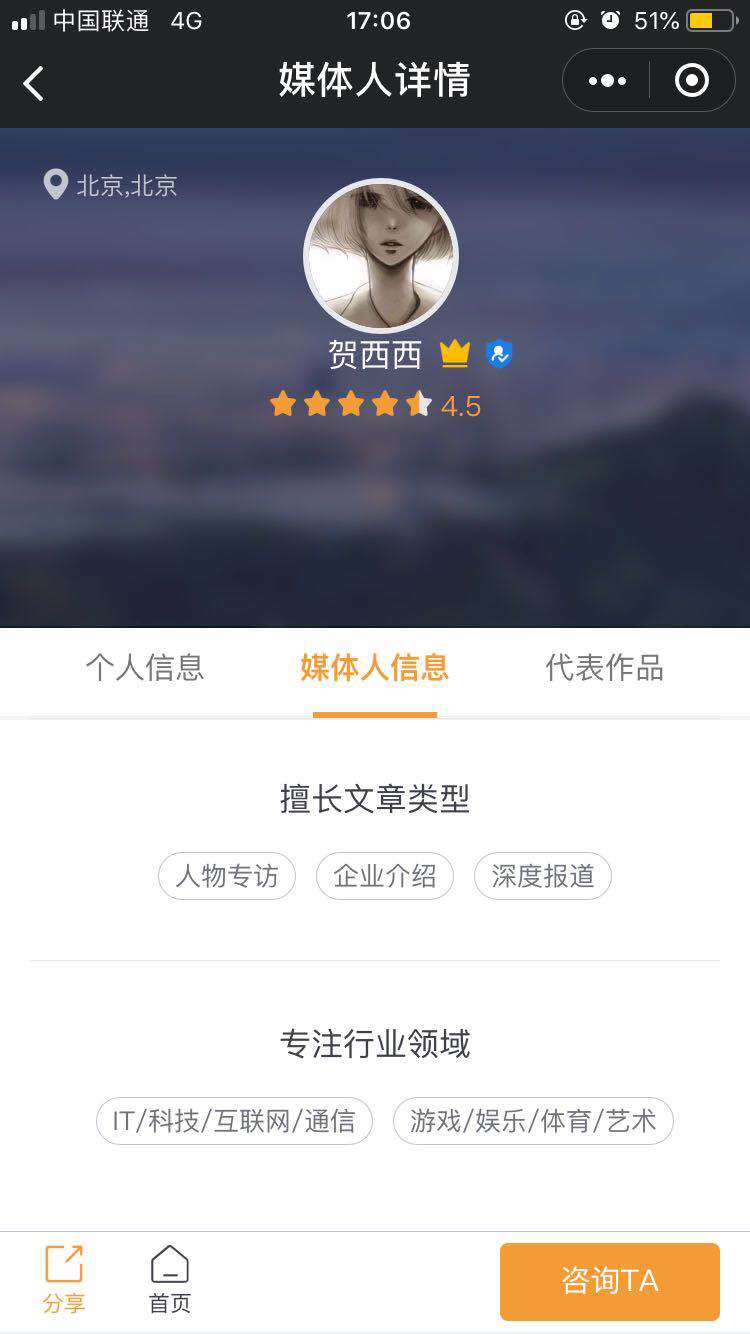 中国联通 4G 17:06 51%
媒体人详情
北京,北京
贺西西
4.5
个人信息 媒体人信息 代表作品
擅长文章类型
人物专访 企业介绍 深度报道
专注行业领域
IT/科技/互联网/通信 游戏/娱乐/体育/艺术
分享 首页 咨询TA